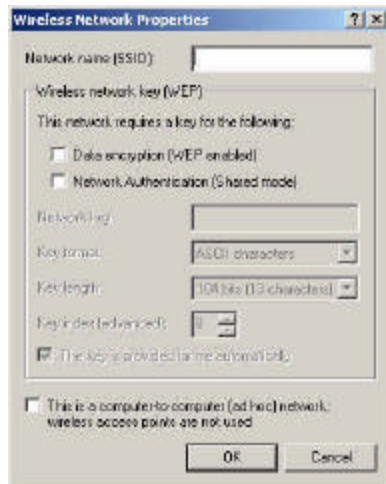 Wireless Network Properties
Network name (SSID):
Wireless network key (WEP)
This network requires a key for the following:
Data encryption (WEP enabled)
Network Authentication (Shared mode)
Network key:
Key format: ASCII characters
Key length: 104 bits (13 characters)
Key index (advanced): 0
The key is provided for me automatically
This is a computer-to-computer (ad hoc) network;
wireless access points are not used
OK Cancel